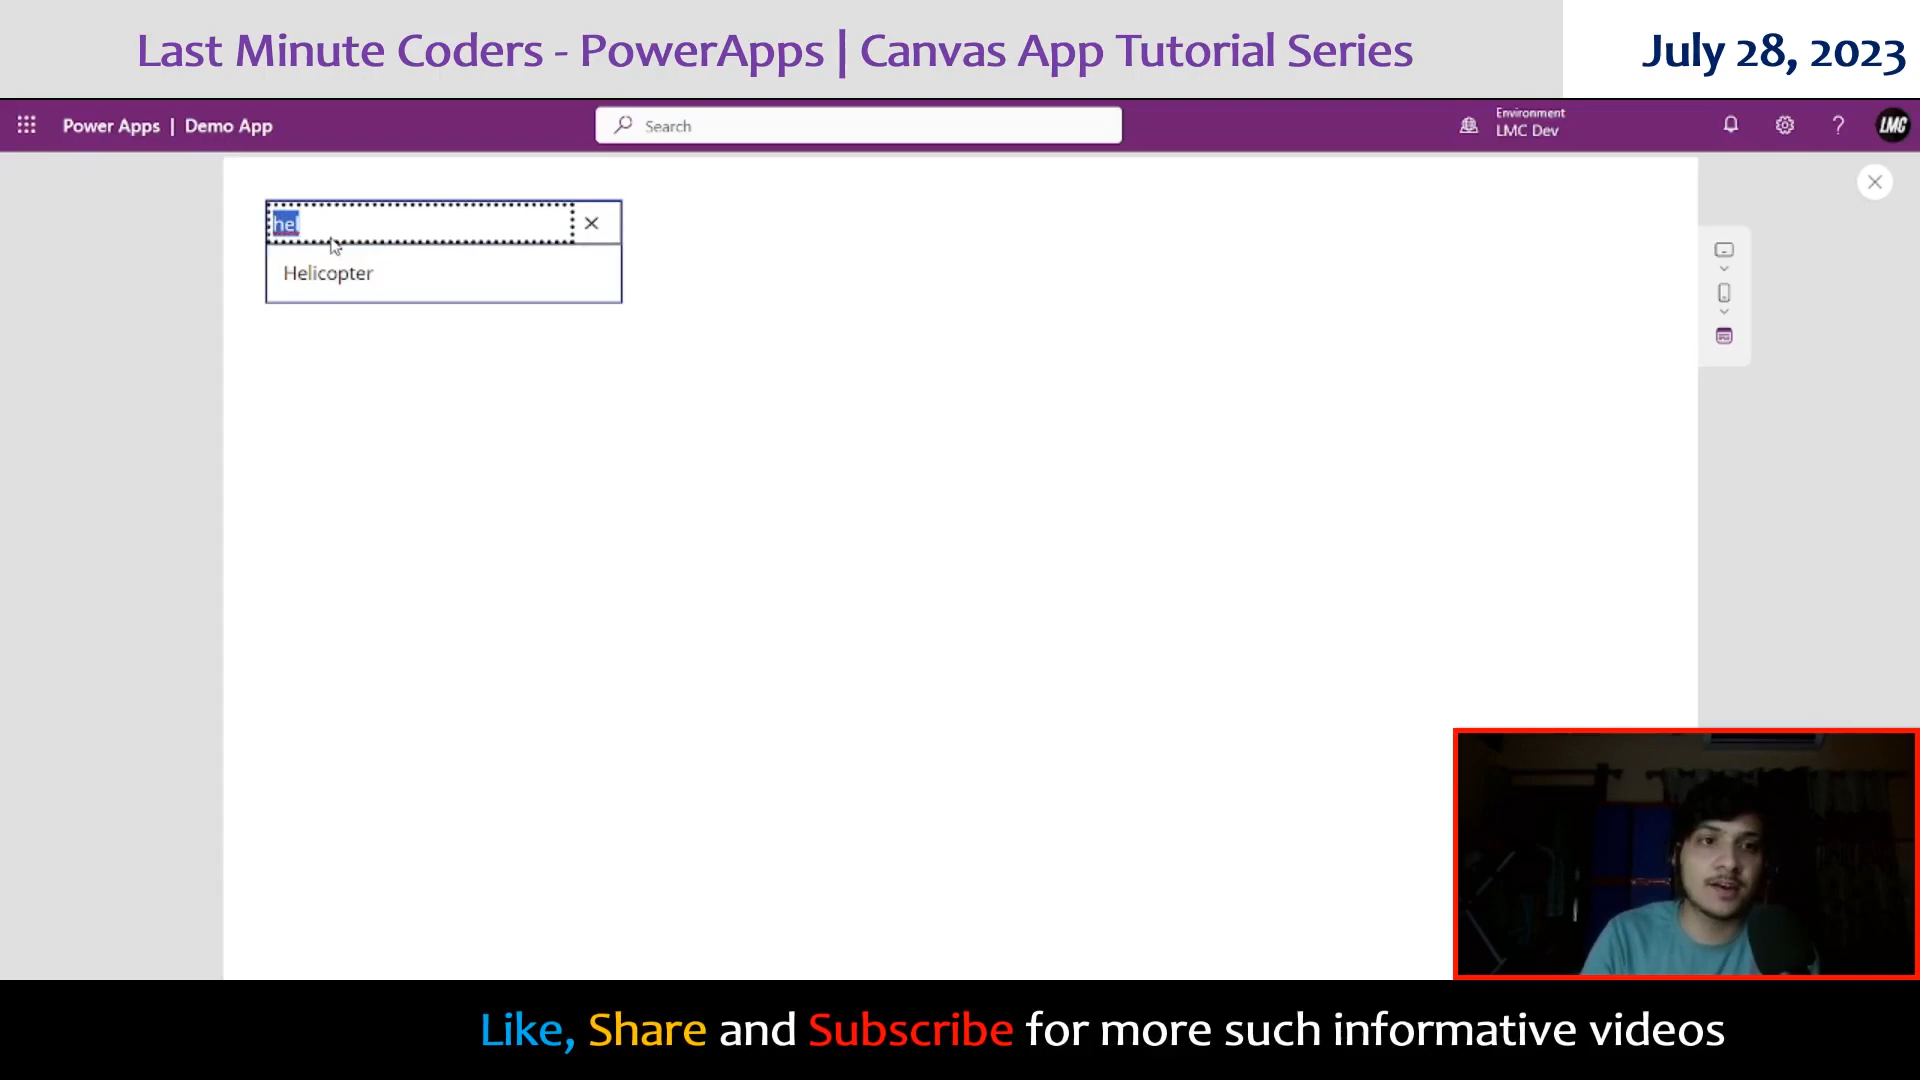 Last Minute Coders - PowerApps | Canvas App Tutorial Series
July 28, 2023
Power Apps | Demo App
Search
Environment
LMC Dev
LMC
hel
Helicopter
Like, Share and Subscribe for more such informative videos